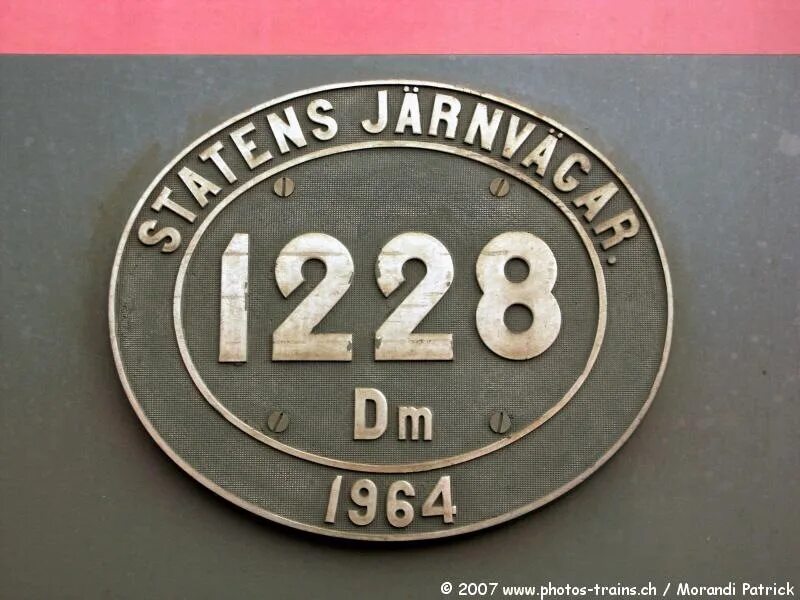 STATENS JÄRNVÄGAR.
1228
Dm
1964
© 2007 www.photos-trains.ch / Morandi Patrick